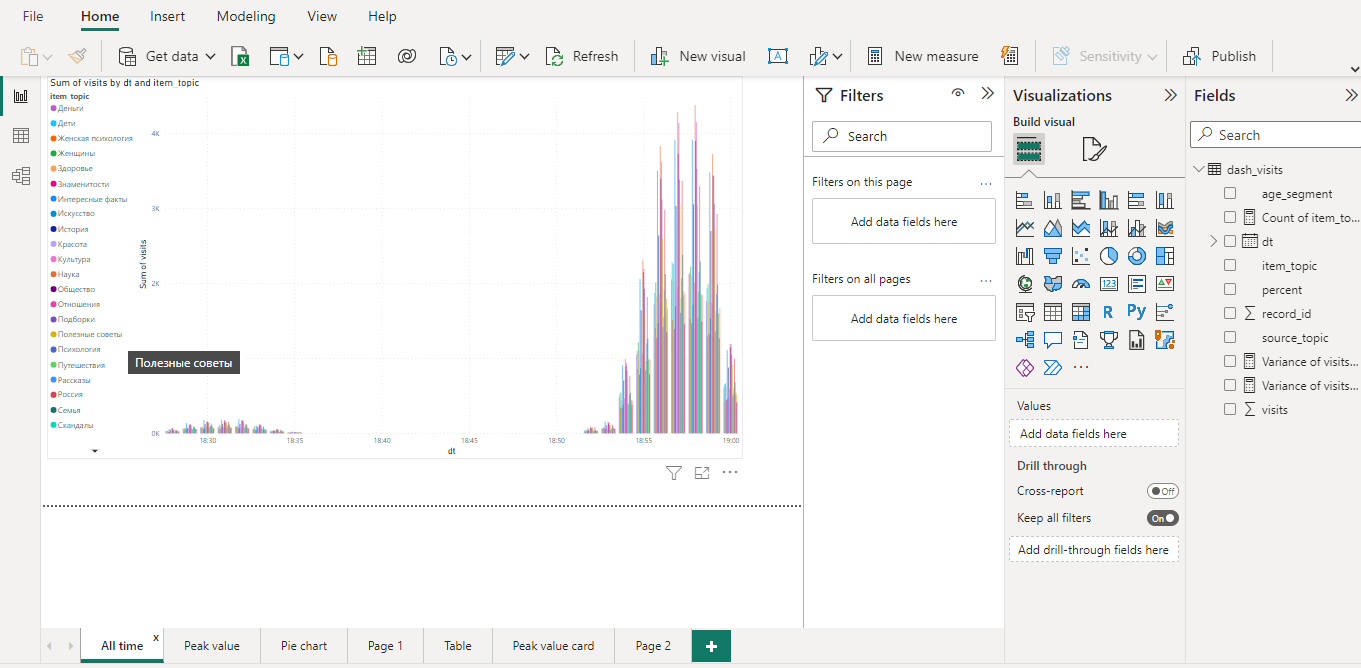 File Home Insert Modeling View Help
Get data Refresh New visual A New measure Sensitivity Publish
Sum of visits by dt and item_topic
item_topic
Деньги
Дети
Женская психология
Женщины
Здоровье
Знаменитости
Интересные факты
Искусство
История
Красота
Культура
Наука
Общество
Отношения
Подборки
Полезные советы
Психология
Путешествия
Рассказы
Россия
Семья
Скандалы
Полезные советы
Sum of visits
4K
3K
2K
0K
18:30 18:35 18:40 18:45 18:50 18:55 19:00
dt
Filters
Search
Filters on this page ...
Add data fields here
Filters on all pages ...
Add data fields here
Visualizations
Build visual
123
R Py
...
Values
Add data fields here
Drill through
Cross-report Off
Keep all filters On
Add drill-through fields here
Fields
Search
dash_visits
age_segment
Count of item_to...
dt
item_topic
percent
∑ record_id
source_topic
Variance of visits...
Variance of visits...
∑ visits
All time x Peak value Pie chart Page 1 Table Peak value card Page 2 +